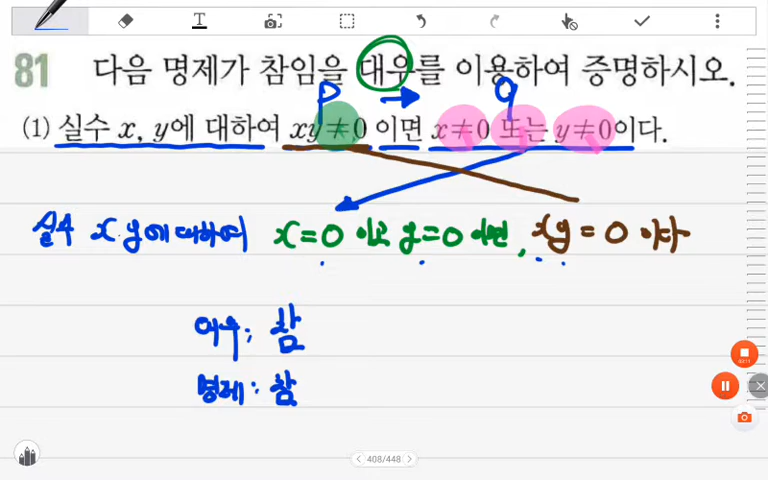 81 다음 명제가 참임을 대우를 이용하여 증명하시오.
p → q
(1) 실수 x, y에 대하여 xy≠0 이면 x≠0 또는 y≠0이다.
실수 x y에 대하여 x=0 이고 y=0 이면, xy=0 이다
대우: 참
명제: 참
408/448